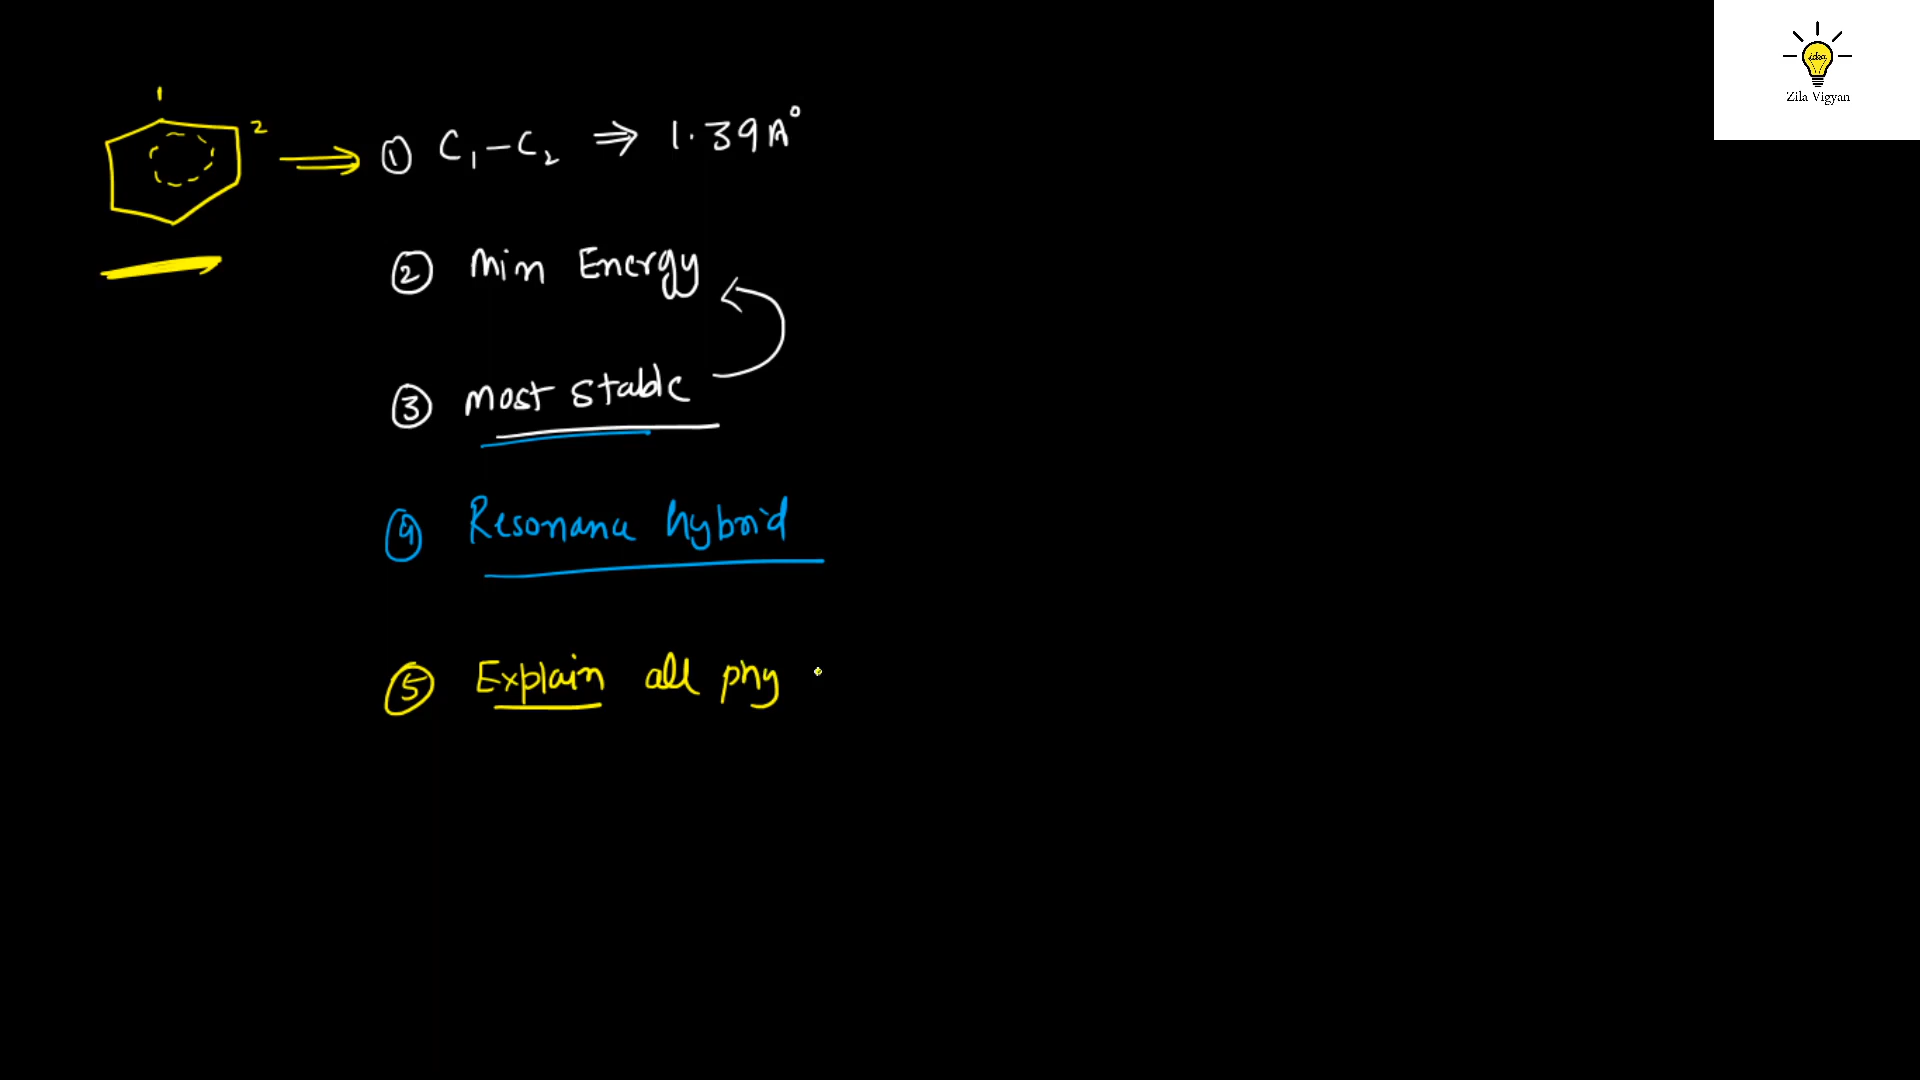 1
2
① C₁-C₂ ⇒ 1.39A°
② Min Energy
③ most stable
④ Resonance hybrid
⑤ Explain all phy
idea
Zila Vigyan